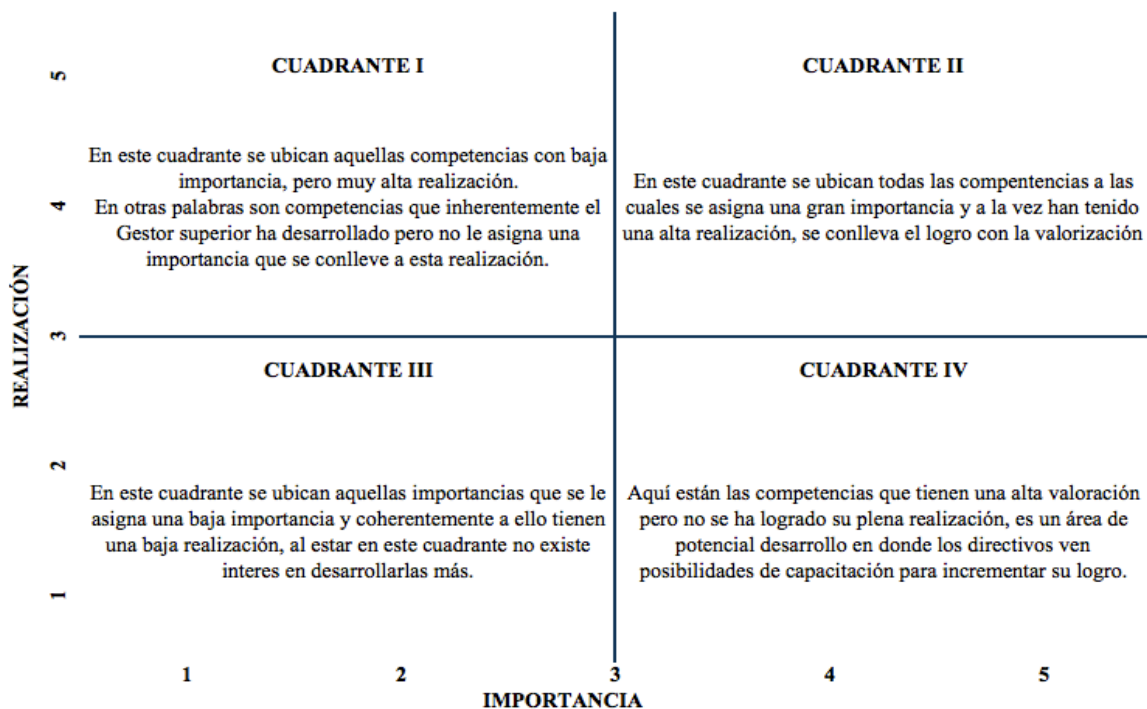 CUADRANTE I
En este cuadrante se ubican aquellas competencias con baja
importancia, pero muy alta realización.
En otras palabras son competencias que inherentemente el
Gestor superior ha desarrollado pero no le asigna una
importancia que se conlleve a esta realización.
CUADRANTE II
En este cuadrante se ubican todas las compentencias a las
cuales se asigna una gran importancia y a la vez han tenido
una alta realización, se conlleva el logro con la valorización
CUADRANTE III
En este cuadrante se ubican aquellas importancias que se le
asigna una baja importancia y coherentemente a ello tienen
una baja realización, al estar en este cuadrante no existe
interes en desarrollarlas más.
CUADRANTE IV
Aquí están las competencias que tienen una alta valoración
pero no se ha logrado su plena realización, es un área de
potencial desarrollo en donde los directivos ven
posibilidades de capacitación para incrementar su logro.
REALIZACIÓN
5
4
3
2
1
1 2 3 4 5
IMPORTANCIA